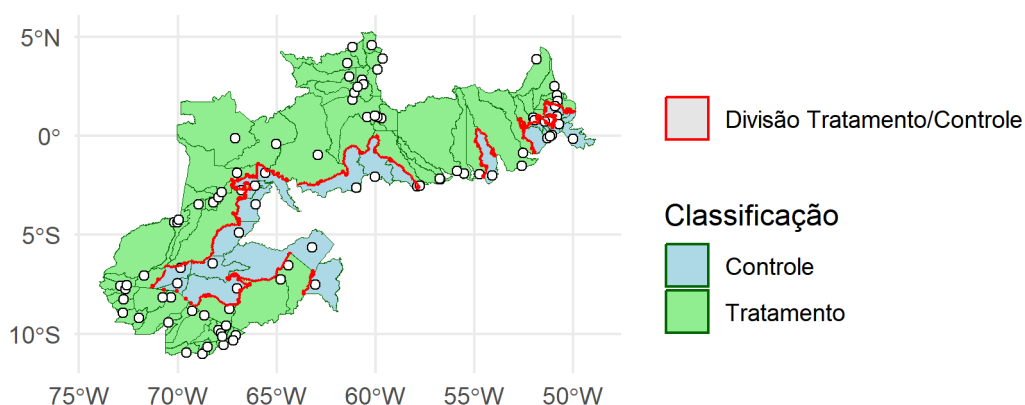 5°N
0°
5°S
10°S
75°W
70°W
65°W
60°W
55°W
50°W
Divisão Tratamento/Controle
Classificação
Controle
Tratamento